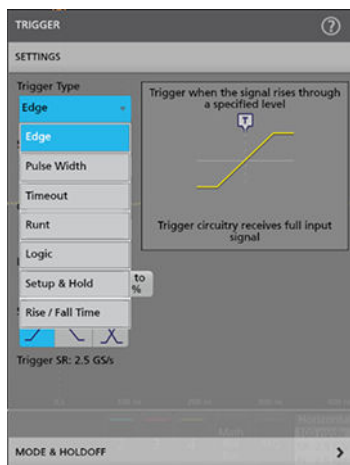 TRIGGER
?
SETTINGS
Trigger Type
Edge
Edge
Pulse Width
Timeout
Runt
Logic
Setup & Hold
Rise / Fall Time
Trigger when the signal rises through
a specified level
T
Trigger circuitry receives full input
signal
to
%
Trigger SR: 2.5 GS/s
MODE & HOLDOFF